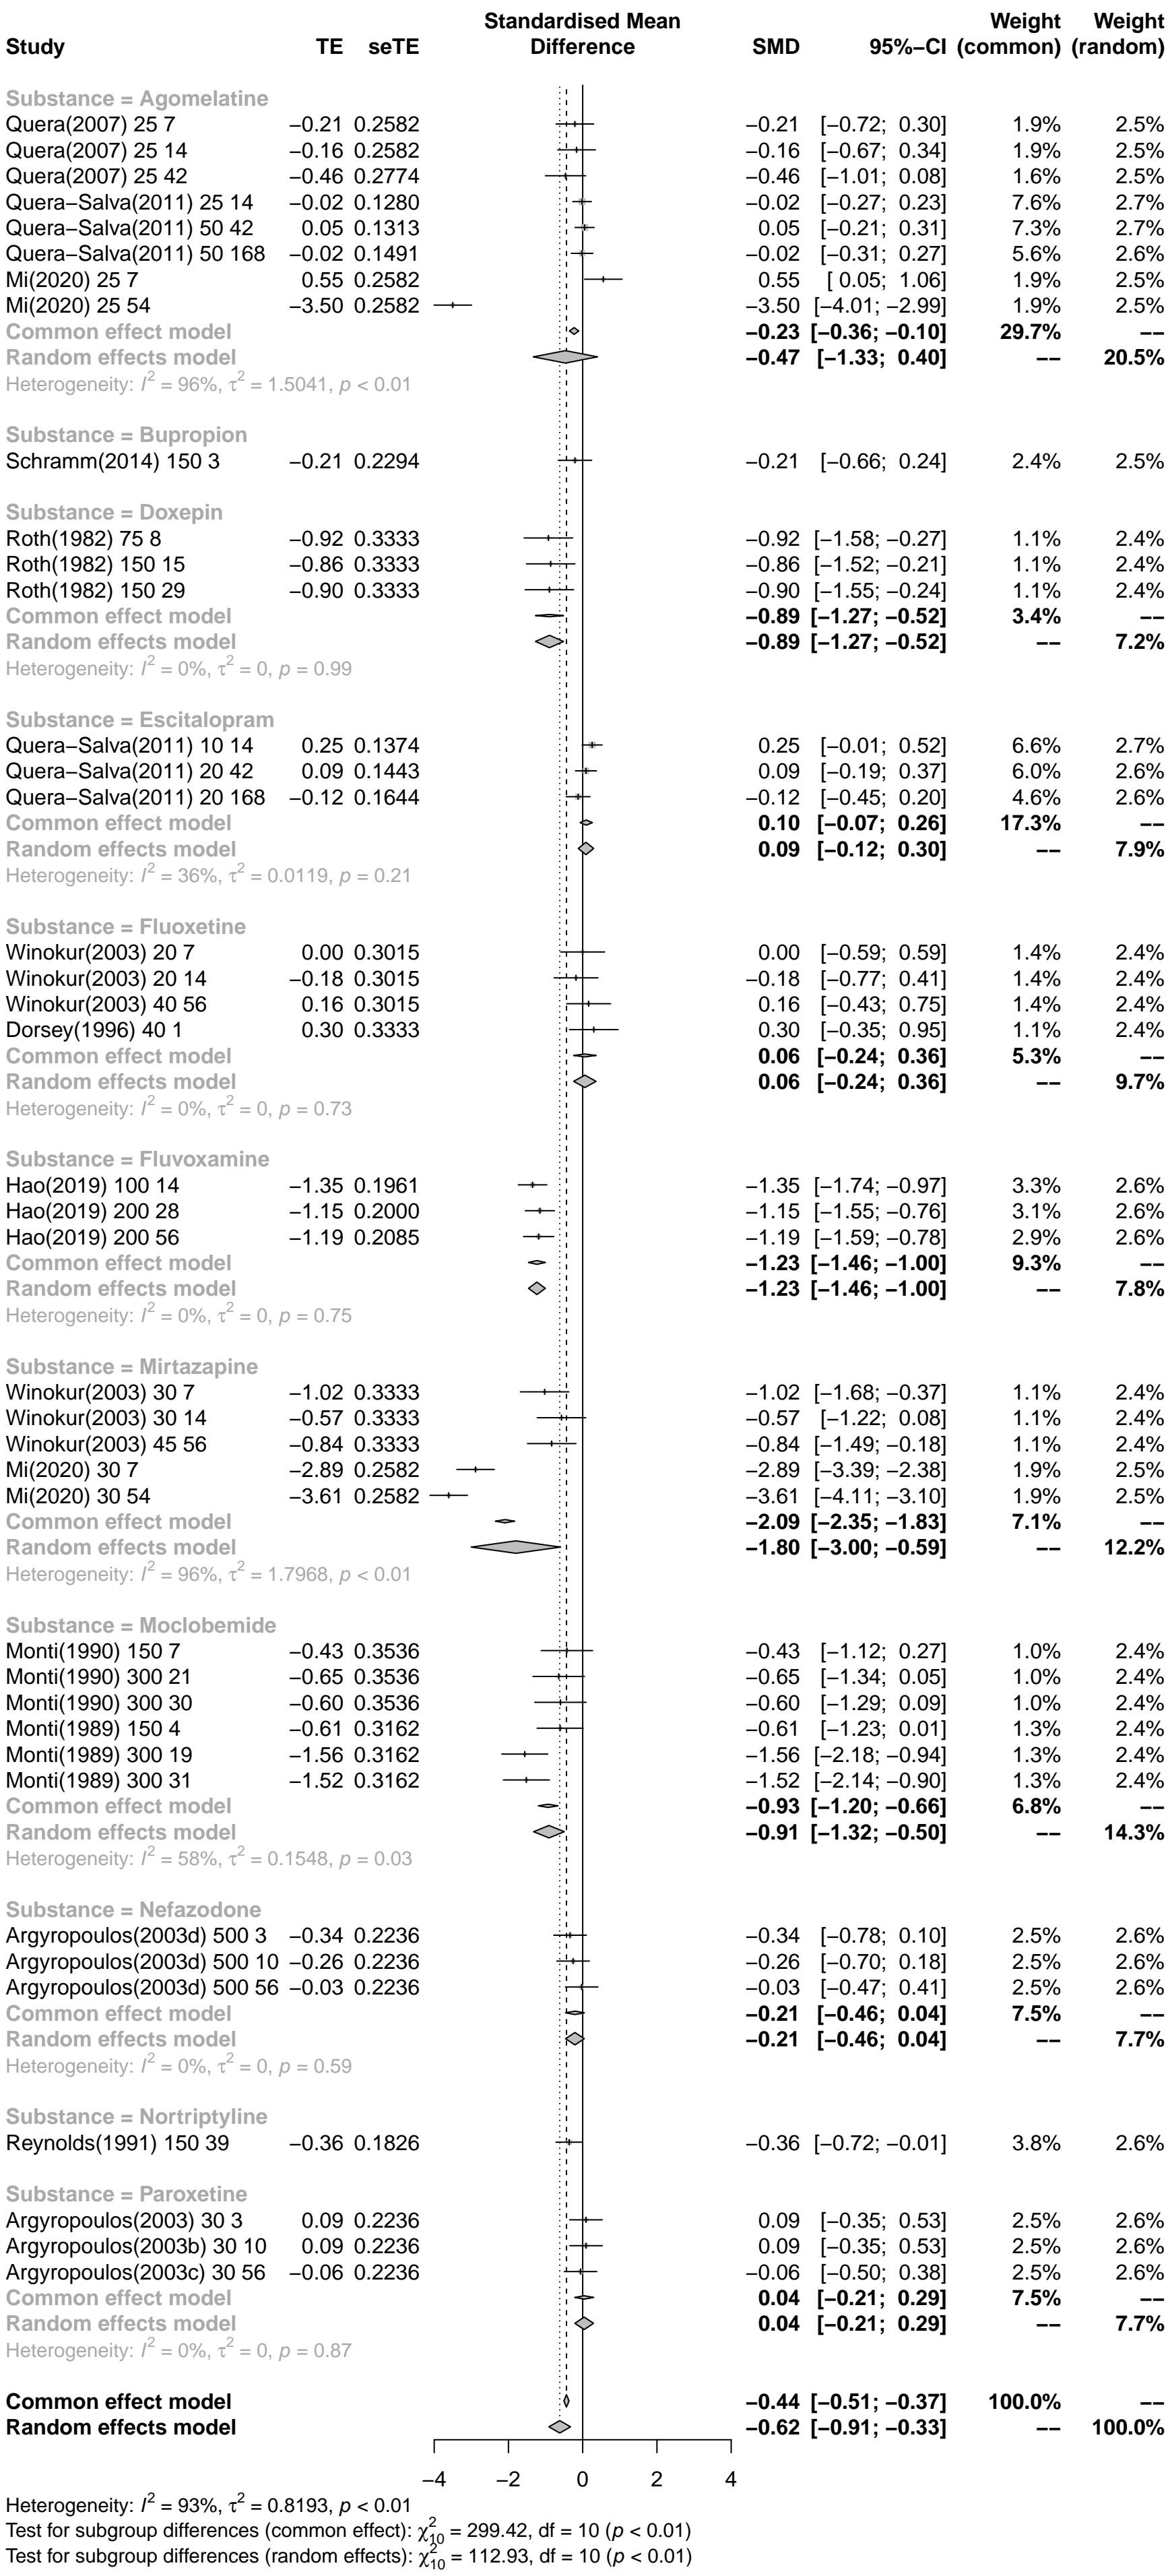 Standardised Mean Weight Weight
Study TE seTE Difference SMD 95%−CI (common) (random)
Substance = Agomelatine
Quera(2007) 25 7 −0.21 0.2582 −0.21 [−0.72; 0.30] 1.9% 2.5%
Quera(2007) 25 14 −0.16 0.2582 −0.16 [−0.67; 0.34] 1.9% 2.5%
Quera(2007) 25 42 −0.46 0.2774 −0.46 [−1.01; 0.08] 1.6% 2.5%
Quera−Salva(2011) 25 14 −0.02 0.1280 −0.02 [−0.27; 0.23] 7.6% 2.7%
Quera−Salva(2011) 50 42 0.05 0.1313 0.05 [−0.21; 0.31] 7.3% 2.7%
Quera−Salva(2011) 50 168 −0.02 0.1491 −0.02 [−0.31; 0.27] 5.6% 2.6%
Mi(2020) 25 7 0.55 0.2582 0.55 [ 0.05; 1.06] 1.9% 2.5%
Mi(2020) 25 54 −3.50 0.2582 −3.50 [−4.01; −2.99] 1.9% 2.5%
Common effect model −0.23 [−0.36; −0.10] 29.7% −−
Random effects model −0.47 [−1.33; 0.40] −− 20.5%
Heterogeneity: I² = 96%, τ² = 1.5041, p < 0.01
Substance = Bupropion
Schramm(2014) 150 3 −0.21 0.2294 −0.21 [−0.66; 0.24] 2.4% 2.5%
Substance = Doxepin
Roth(1982) 75 8 −0.92 0.3333 −0.92 [−1.58; −0.27] 1.1% 2.4%
Roth(1982) 150 15 −0.86 0.3333 −0.86 [−1.52; −0.21] 1.1% 2.4%
Roth(1982) 150 29 −0.90 0.3333 −0.90 [−1.55; −0.24] 1.1% 2.4%
Common effect model −0.89 [−1.27; −0.52] 3.4% −−
Random effects model −0.89 [−1.27; −0.52] −− 7.2%
Heterogeneity: I² = 0%, τ² = 0, p = 0.99
Substance = Escitalopram
Quera−Salva(2011) 10 14 0.25 0.1374 0.25 [−0.01; 0.52] 6.6% 2.7%
Quera−Salva(2011) 20 42 0.09 0.1443 0.09 [−0.19; 0.37] 6.0% 2.6%
Quera−Salva(2011) 20 168 −0.12 0.1644 −0.12 [−0.45; 0.20] 4.6% 2.6%
Common effect model 0.10 [−0.07; 0.26] 17.3% −−
Random effects model 0.09 [−0.12; 0.30] −− 7.9%
Heterogeneity: I² = 36%, τ² = 0.0119, p = 0.21
Substance = Fluoxetine
Winokur(2003) 20 7 0.00 0.3015 0.00 [−0.59; 0.59] 1.4% 2.4%
Winokur(2003) 20 14 −0.18 0.3015 −0.18 [−0.77; 0.41] 1.4% 2.4%
Winokur(2003) 40 56 0.16 0.3015 0.16 [−0.43; 0.75] 1.4% 2.4%
Dorsey(1996) 40 1 0.30 0.3333 0.30 [−0.35; 0.95] 1.1% 2.4%
Common effect model 0.06 [−0.24; 0.36] 5.3% −−
Random effects model 0.06 [−0.24; 0.36] −− 9.7%
Heterogeneity: I² = 0%, τ² = 0, p = 0.73
Substance = Fluvoxamine
Hao(2019) 100 14 −1.35 0.1961 −1.35 [−1.74; −0.97] 3.3% 2.6%
Hao(2019) 200 28 −1.15 0.2000 −1.15 [−1.55; −0.76] 3.1% 2.6%
Hao(2019) 200 56 −1.19 0.2085 −1.19 [−1.59; −0.78] 2.9% 2.6%
Common effect model −1.23 [−1.46; −1.00] 9.3% −−
Random effects model −1.23 [−1.46; −1.00] −− 7.8%
Heterogeneity: I² = 0%, τ² = 0, p = 0.75
Substance = Mirtazapine
Winokur(2003) 30 7 −1.02 0.3333 −1.02 [−1.68; −0.37] 1.1% 2.4%
Winokur(2003) 30 14 −0.57 0.3333 −0.57 [−1.22; 0.08] 1.1% 2.4%
Winokur(2003) 45 56 −0.84 0.3333 −0.84 [−1.49; −0.18] 1.1% 2.4%
Mi(2020) 30 7 −2.89 0.2582 −2.89 [−3.39; −2.38] 1.9% 2.5%
Mi(2020) 30 54 −3.61 0.2582 −3.61 [−4.11; −3.10] 1.9% 2.5%
Common effect model −2.09 [−2.35; −1.83] 7.1% −−
Random effects model −1.80 [−3.00; −0.59] −− 12.2%
Heterogeneity: I² = 96%, τ² = 1.7968, p < 0.01
Substance = Moclobemide
Monti(1990) 150 7 −0.43 0.3536 −0.43 [−1.12; 0.27] 1.0% 2.4%
Monti(1990) 300 21 −0.65 0.3536 −0.65 [−1.34; 0.05] 1.0% 2.4%
Monti(1990) 300 30 −0.60 0.3536 −0.60 [−1.29; 0.09] 1.0% 2.4%
Monti(1989) 150 4 −0.61 0.3162 −0.61 [−1.23; 0.01] 1.3% 2.4%
Monti(1989) 300 19 −1.56 0.3162 −1.56 [−2.18; −0.94] 1.3% 2.4%
Monti(1989) 300 31 −1.52 0.3162 −1.52 [−2.14; −0.90] 1.3% 2.4%
Common effect model −0.93 [−1.20; −0.66] 6.8% −−
Random effects model −0.91 [−1.32; −0.50] −− 14.3%
Heterogeneity: I² = 58%, τ² = 0.1548, p = 0.03
Substance = Nefazodone
Argyropoulos(2003d) 500 3 −0.34 0.2236 −0.34 [−0.78; 0.10] 2.5% 2.6%
Argyropoulos(2003d) 500 10 −0.26 0.2236 −0.26 [−0.70; 0.18] 2.5% 2.6%
Argyropoulos(2003d) 500 56 −0.03 0.2236 −0.03 [−0.47; 0.41] 2.5% 2.6%
Common effect model −0.21 [−0.46; 0.04] 7.5% −−
Random effects model −0.21 [−0.46; 0.04] −− 7.7%
Heterogeneity: I² = 0%, τ² = 0, p = 0.59
Substance = Nortriptyline
Reynolds(1991) 150 39 −0.36 0.1826 −0.36 [−0.72; −0.01] 3.8% 2.6%
Substance = Paroxetine
Argyropoulos(2003) 30 3 0.09 0.2236 0.09 [−0.35; 0.53] 2.5% 2.6%
Argyropoulos(2003b) 30 10 0.09 0.2236 0.09 [−0.35; 0.53] 2.5% 2.6%
Argyropoulos(2003c) 30 56 −0.06 0.2236 −0.06 [−0.50; 0.38] 2.5% 2.6%
Common effect model 0.04 [−0.21; 0.29] 7.5% −−
Random effects model 0.04 [−0.21; 0.29] −− 7.7%
Heterogeneity: I² = 0%, τ² = 0, p = 0.87
Common effect model −0.44 [−0.51; −0.37] 100.0% −−
Random effects model −0.62 [−0.91; −0.33] −− 100.0%
−4 −2 0 2 4
Heterogeneity: I² = 93%, τ² = 0.8193, p < 0.01
Test for subgroup differences (common effect): χ²₁₀ = 299.42, df = 10 (p < 0.01)
Test for subgroup differences (random effects): χ²₁₀ = 112.93, df = 10 (p < 0.01)